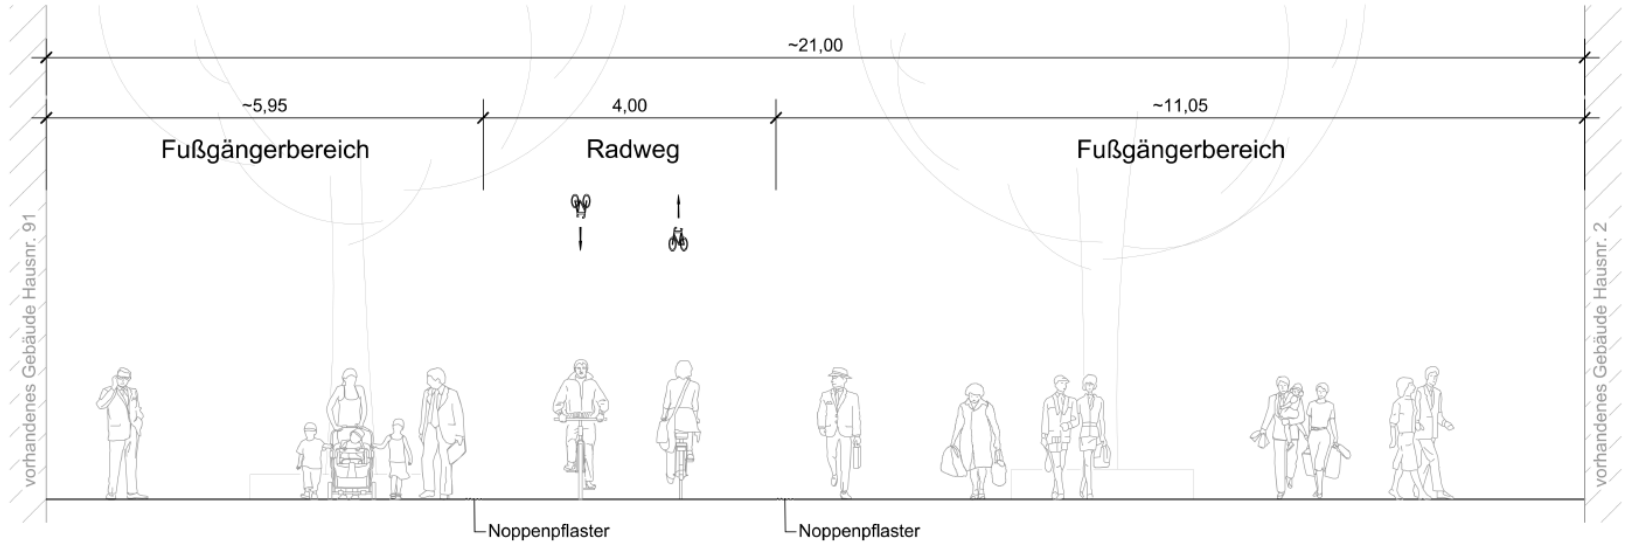 ~21,00
~5,95
4,00
~11,05
Fußgängerbereich
Radweg
Fußgängerbereich
vorhandenes Gebäude Hausnr. 91
vorhandenes Gebäude Hausnr. 2
Noppenpflaster
Noppenpflaster